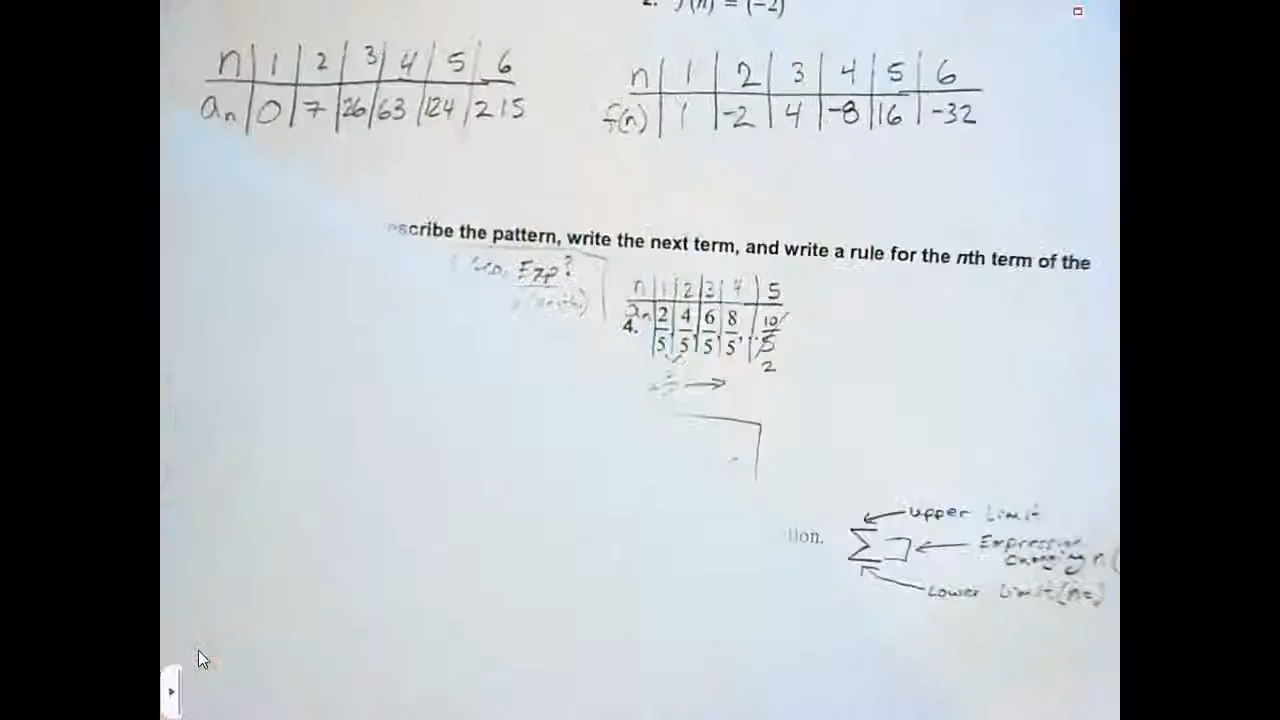 2. f(n) = (-2)
n 1 2 3 4 5 6
an 0 7 26 63 124 215
n 1 2 3 4 5 6
f(n) 1 -2 4 -8 16 -32
scribe the pattern, write the next term, and write a rule for the nth term of the
Exp?
n 1 2 3 4 5
an 2/5, 4/5, 6/5, 8/5, 10/5
4.
2
tion.
Σ
upper Limit
Expression
n
Lower Limit (n=)